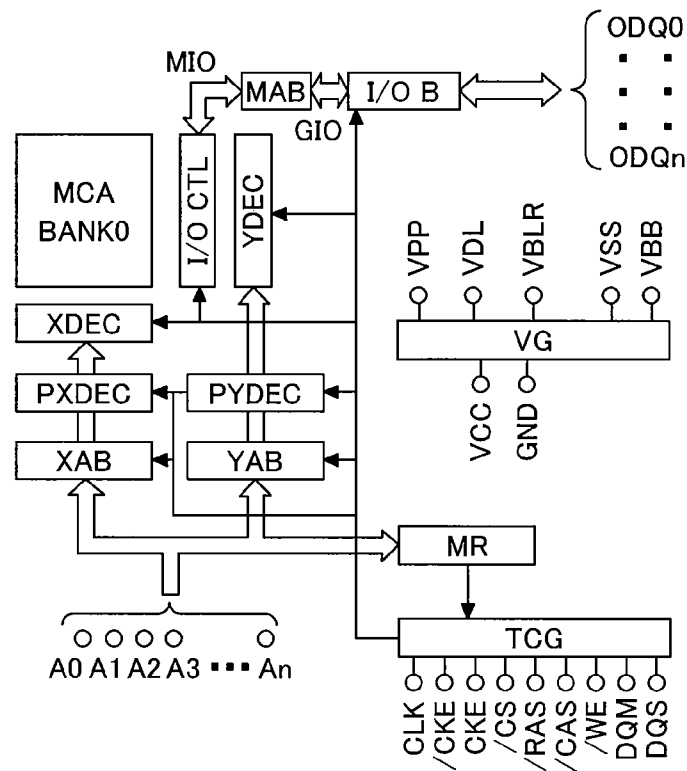 ODQ0
MIO
MAB
I/O B
GIO
ODQn
MCA
BANK0
I/O CTL
YDEC
VPP
VDL
VBLR
VSS
VBB
XDEC
VG
PXDEC
PYDEC
VCC
GND
XAB
YAB
MR
TCG
A0 A1 A2 A3 ▪▪▪ An
CLK
/CKE
CKE
/CS
/RAS
/CAS
/WE
DQM
DQS